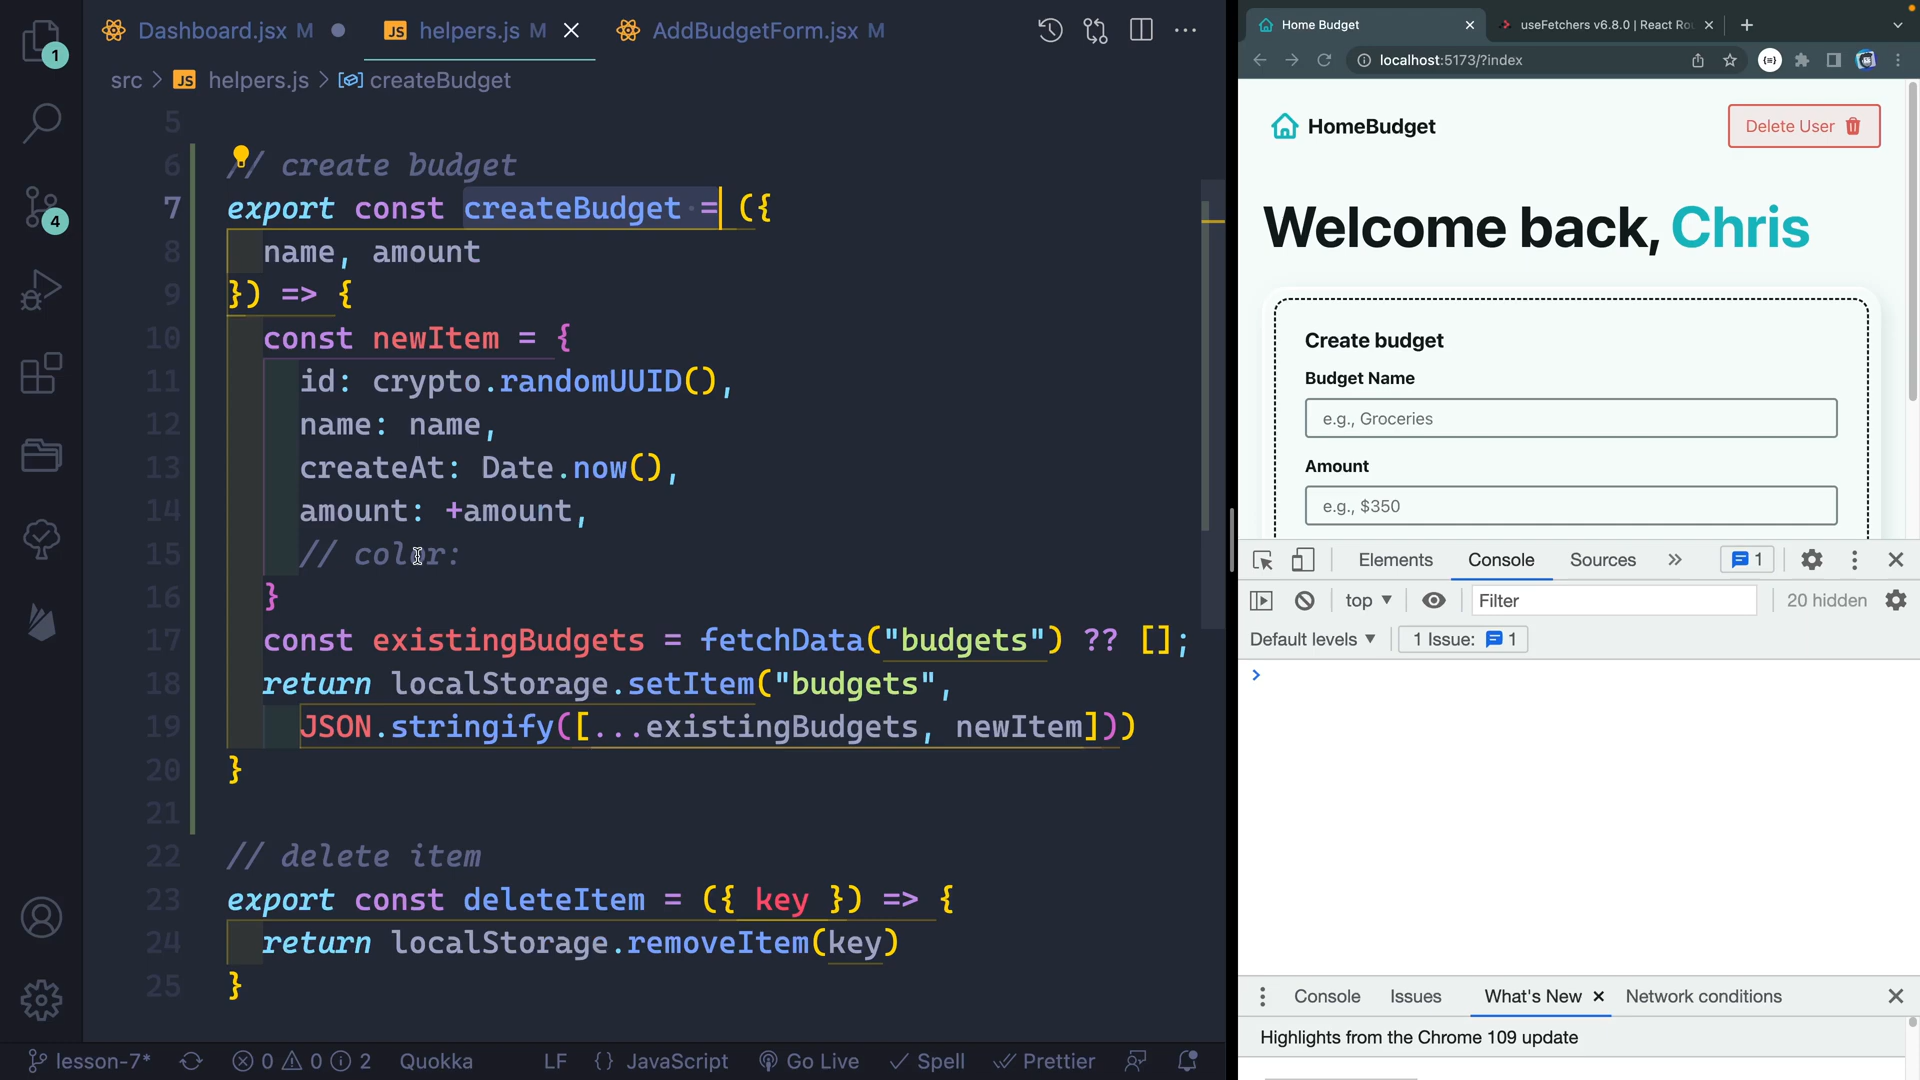 Dashboard.jsx M
JS helpers.js M
AddBudgetForm.jsx M
src > JS helpers.js > createBudget
1
4
5
6 // create budget
7 export const createBudget = ({
8 name, amount
9 }) => {
10 const newItem = {
11 id: crypto.randomUUID(),
12 name: name,
13 createAt: Date.now(),
14 amount: +amount,
15 // color:
16 }
17 const existingBudgets = fetchData("budgets") ?? [];
18 return localStorage.setItem("budgets",
19 JSON.stringify([...existingBudgets, newItem]))
20 }
21
22 // delete item
23 export const deleteItem = ({ key }) => {
24 return localStorage.removeItem(key)
25 }
lesson-7* 0 0 2 Quokka LF {} JavaScript Go Live Spell Prettier
Home Budget
useFetchers v6.8.0 | React Ro
localhost:5173/?index
HomeBudget
Delete User
Welcome back, Chris
Create budget
Budget Name
e.g., Groceries
Amount
e.g., $350
Elements Console Sources » 1
top ▼ Filter 20 hidden
Default levels ▼ 1 Issue: 1
>
Console Issues What's New × Network conditions
Highlights from the Chrome 109 update